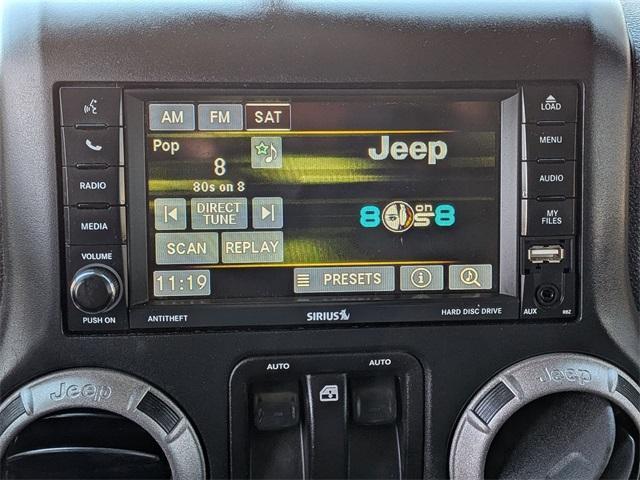 LOAD
AM FM SAT
Pop
Jeep
MENU
8
80s on 8
RADIO
AUDIO
DIRECT
TUNE
8 on 8
MEDIA
MY
FILES
SCAN REPLAY
VOLUME
11:19
PRESETS
PUSH ON
ANTITHEFT
SIRIUS
HARD DISC DRIVE
AUX
RBZ
AUTO
AUTO
Jeep
Jeep